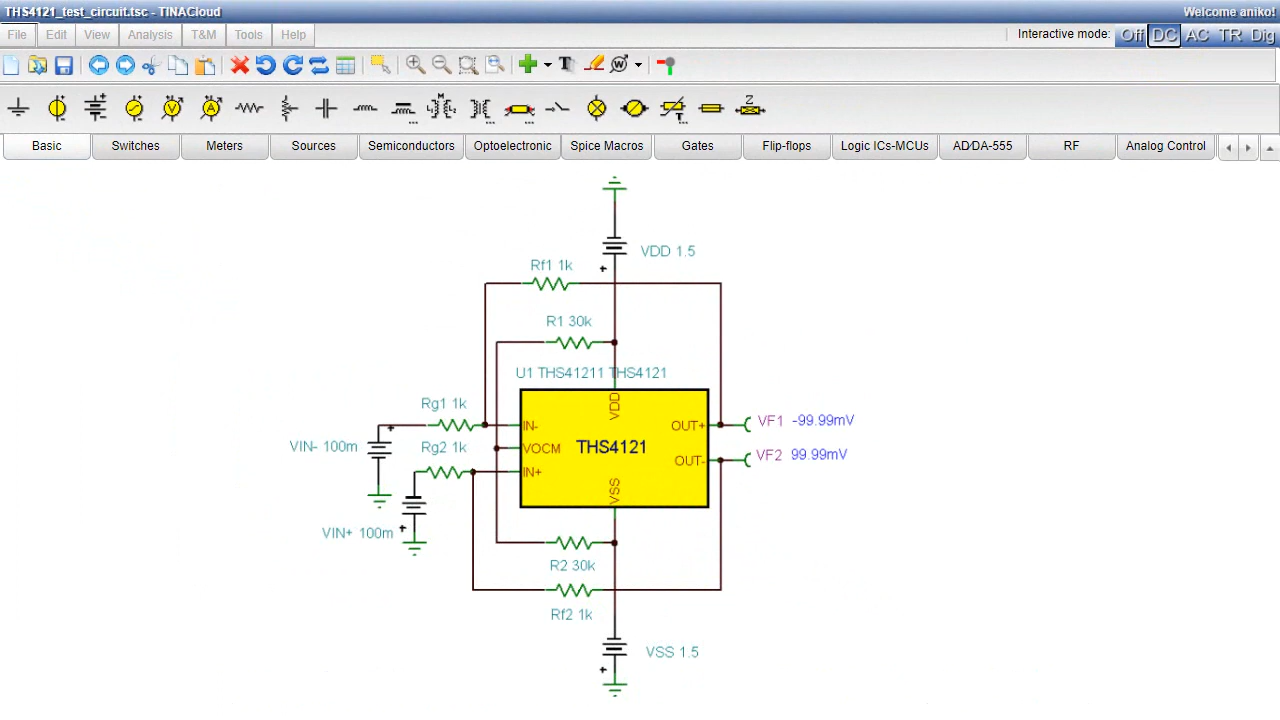 THS4121_test_circuit.tsc - TINACloud
Welcome aniko!
File Edit View Analysis T&M Tools Help
Interactive mode: Off DC AC TR Dig
Basic Switches Meters Sources Semiconductors Optoelectronic Spice Macros Gates Flip-flops Logic ICs-MCUs AD/DA-555 RF Analog Control
VDD 1.5
Rf1 1k
R1 30k
U1 THS41211 THS4121
Rg1 1k
VDD
IN-
OUT+
VF1 -99.99mV
VIN- 100m
Rg2 1k
VOCM
THS4121
OUT-
VF2 99.99mV
IN+
VSS
VIN+ 100m
R2 30k
Rf2 1k
VSS 1.5